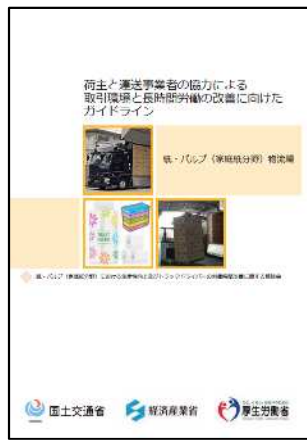 荷主と運送事業者の協力による
取引環境と長時間労働の改善に向けた
ガイドライン
紙・パルプ（家庭紙分野）物流編
国土交通省
経済産業省
厚生労働省